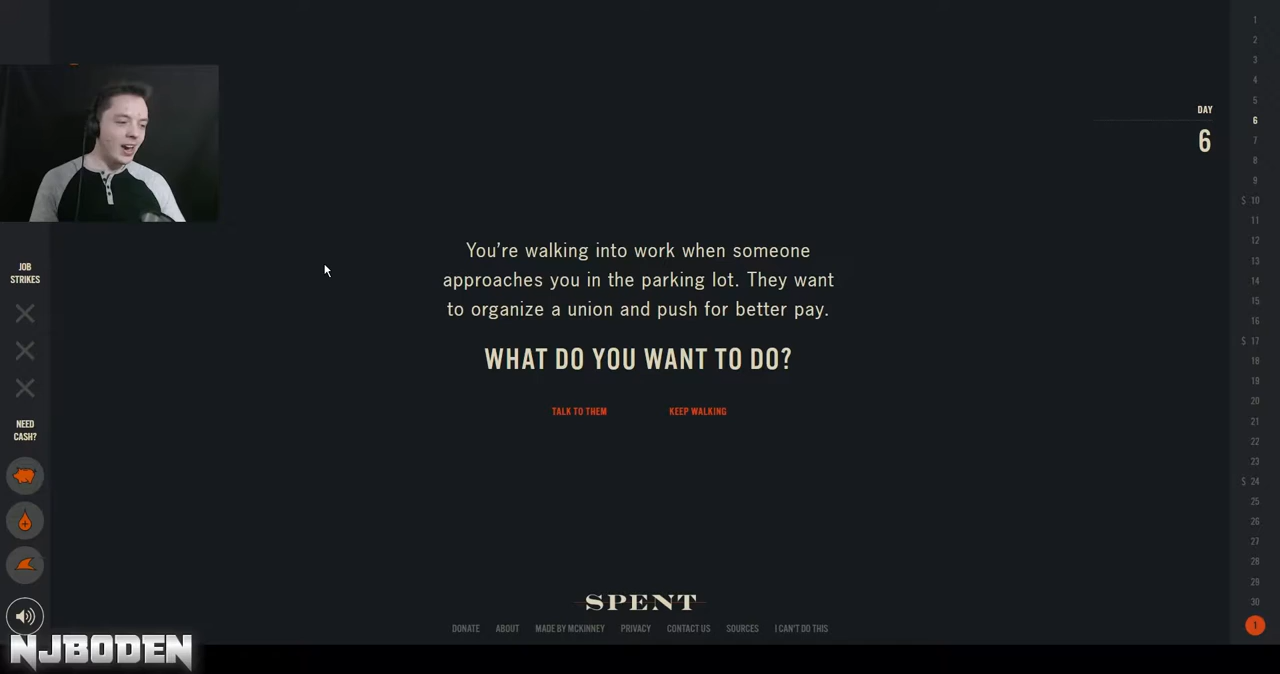 DAY
6
You're walking into work when someone
approaches you in the parking lot. They want
to organize a union and push for better pay.
WHAT DO YOU WANT TO DO?
TALK TO THEM
KEEP WALKING
JOB
STRIKES
NEED
CASH?
SPENT
DONATE
ABOUT
MADE BY MCKINNEY
PRIVACY
CONTACT US
SOURCES
I CAN'T DO THIS
NJBODEN
1
2
3
4
5
6
7
8
9
$ 10
11
12
13
14
15
16
$ 17
18
19
20
21
22
23
$ 24
25
26
27
28
29
30
1